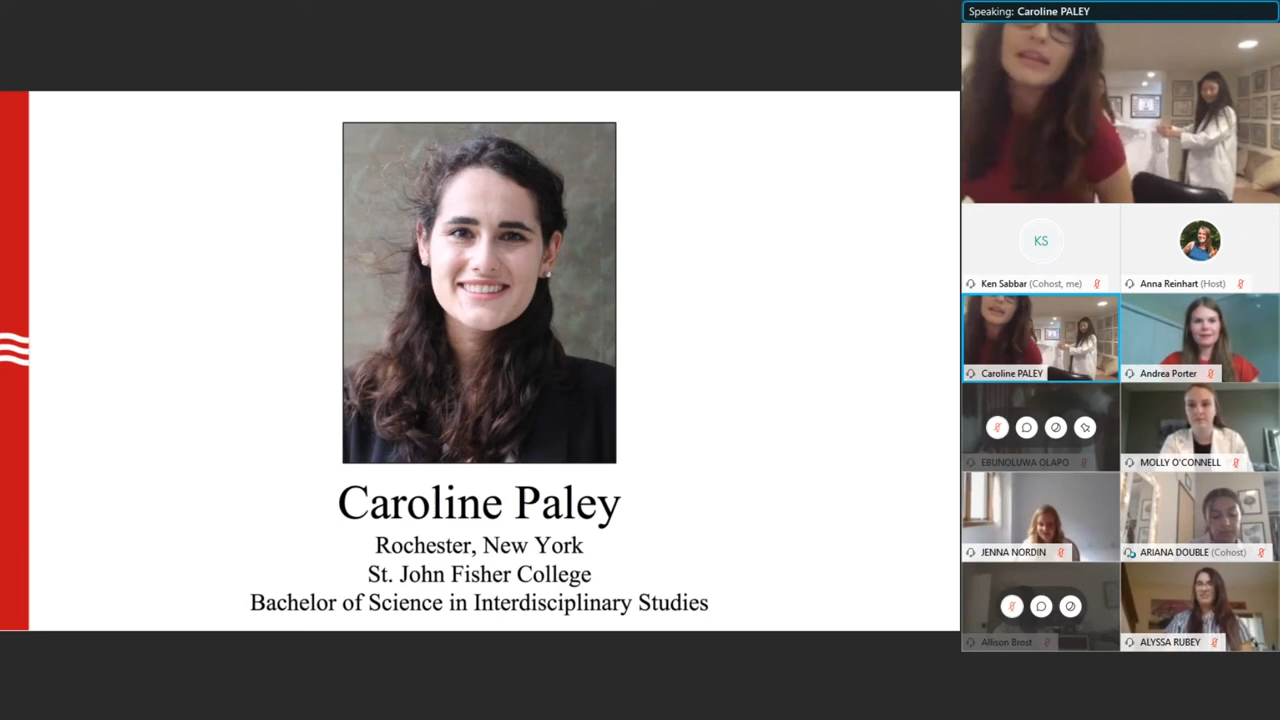 Speaking: Caroline PALEY
KS
Ken Sabbar (Cohost, me)
Anna Reinhart (Host)
Caroline PALEY
Andrea Porter
EBUNOLUWA OLAPO
MOLLY O'CONNELL
JENNA NORDIN
ARIANA DOUBLE (Cohost)
Allison Brost
ALYSSA RUBEY
Caroline Paley
Rochester, New York
St. John Fisher College
Bachelor of Science in Interdisciplinary Studies